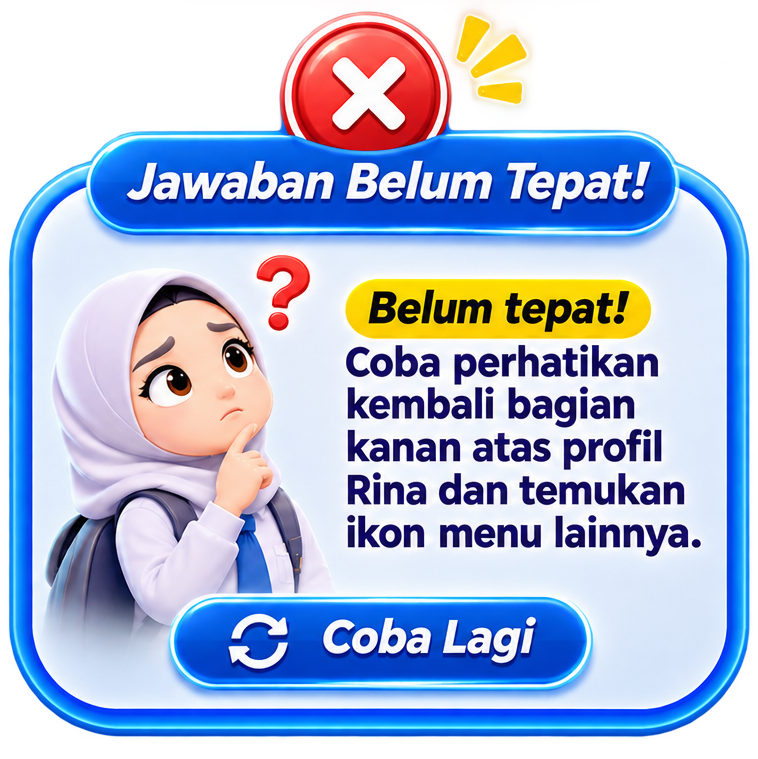 Jawaban Belum Tepat!
?
Belum tepat!
Coba perhatikan
kembali bagian
kanan atas profil
Rina dan temukan
ikon menu lainnya.
Coba Lagi